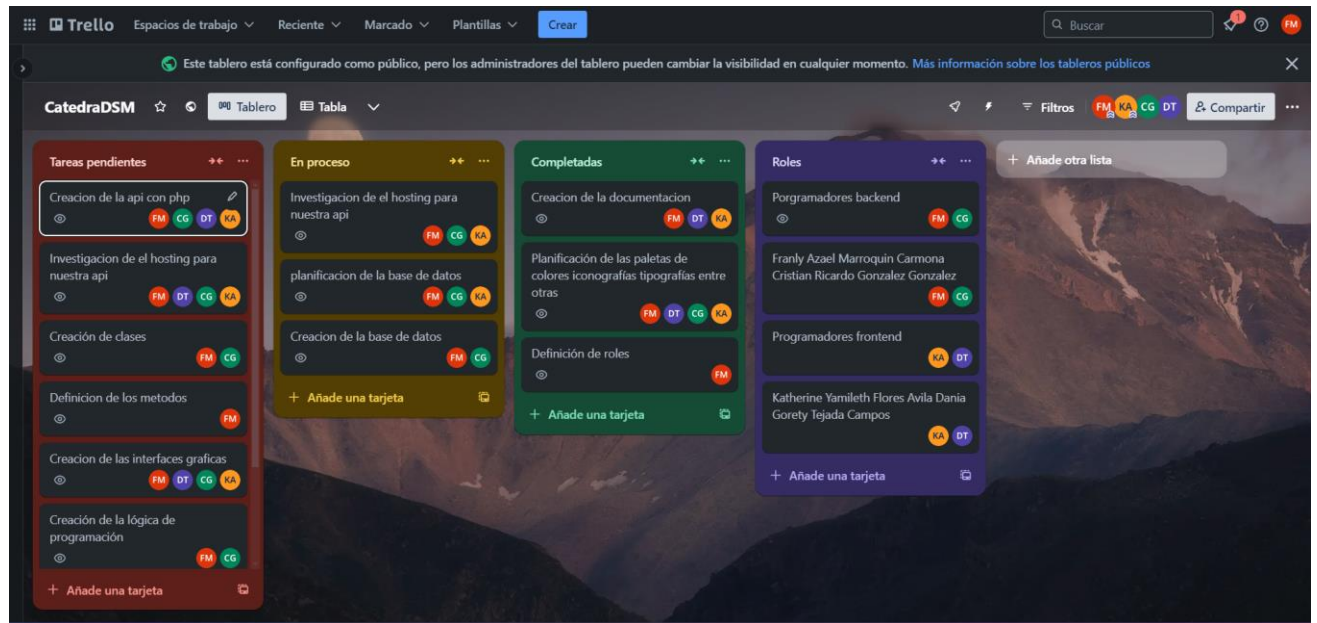 Trello Espacios de trabajo Reciente Marcado Plantillas Crear Buscar 1 FM
Este tablero está configurado como público, pero los administradores del tablero pueden cambiar la visibilidad en cualquier momento. Más información sobre los tableros públicos
CatedraDSM Tablero Tabla Filtros FM KA CG DT Compartir
Tareas pendientes
Creacion de la api con php
FM CG DT KA
Investigacion de el hosting para
nuestra api
FM DT CG KA
Creación de clases
FM CG
Definicion de los metodos
FM
Creacion de las interfaces graficas
FM DT CG KA
Creación de la lógica de
programación
FM CG
+ Añade una tarjeta
En proceso
Investigacion de el hosting para
nuestra api
FM CG KA
planificacion de la base de datos
FM CG KA
Creacion de la base de datos
FM CG
+ Añade una tarjeta
Completadas
Creacion de la documentacion
FM DT KA
Planificación de las paletas de
colores iconografías tipografías entre
otras
FM DT CG KA
Definición de roles
FM
+ Añade una tarjeta
Roles
Porgramadores backend
FM CG
Franly Azael Marroquin Carmona
Cristian Ricardo Gonzalez Gonzalez
FM CG
Programadores frontend
KA DT
Katherine Yamileth Flores Avila Dania
Gorety Tejada Campos
KA DT
+ Añade una tarjeta
+ Añade otra lista